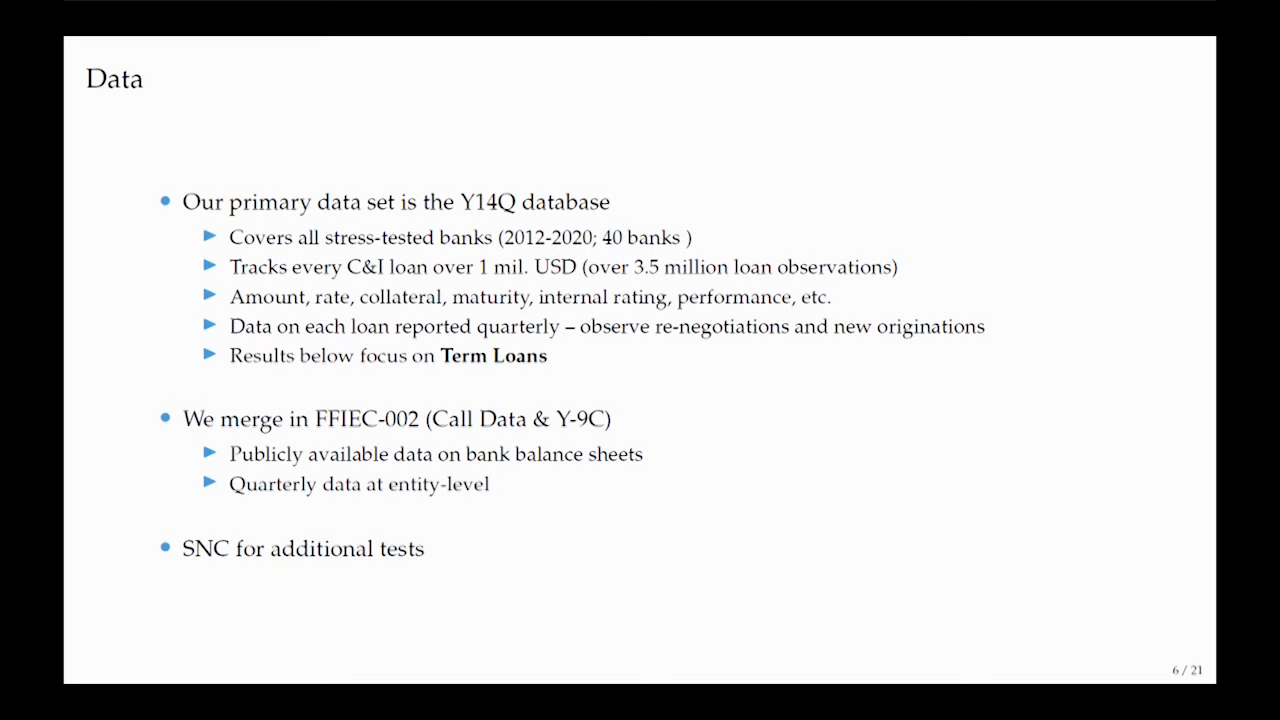 Data
Our primary data set is the Y14Q database
Covers all stress-tested banks (2012-2020; 40 banks )
Tracks every C&I loan over 1 mil. USD (over 3.5 million loan observations)
Amount, rate, collateral, maturity, internal rating, performance, etc.
Data on each loan reported quarterly – observe re-negotiations and new originations
Results below focus on Term Loans
We merge in FFIEC-002 (Call Data & Y-9C)
Publicly available data on bank balance sheets
Quarterly data at entity-level
SNC for additional tests
6 / 21